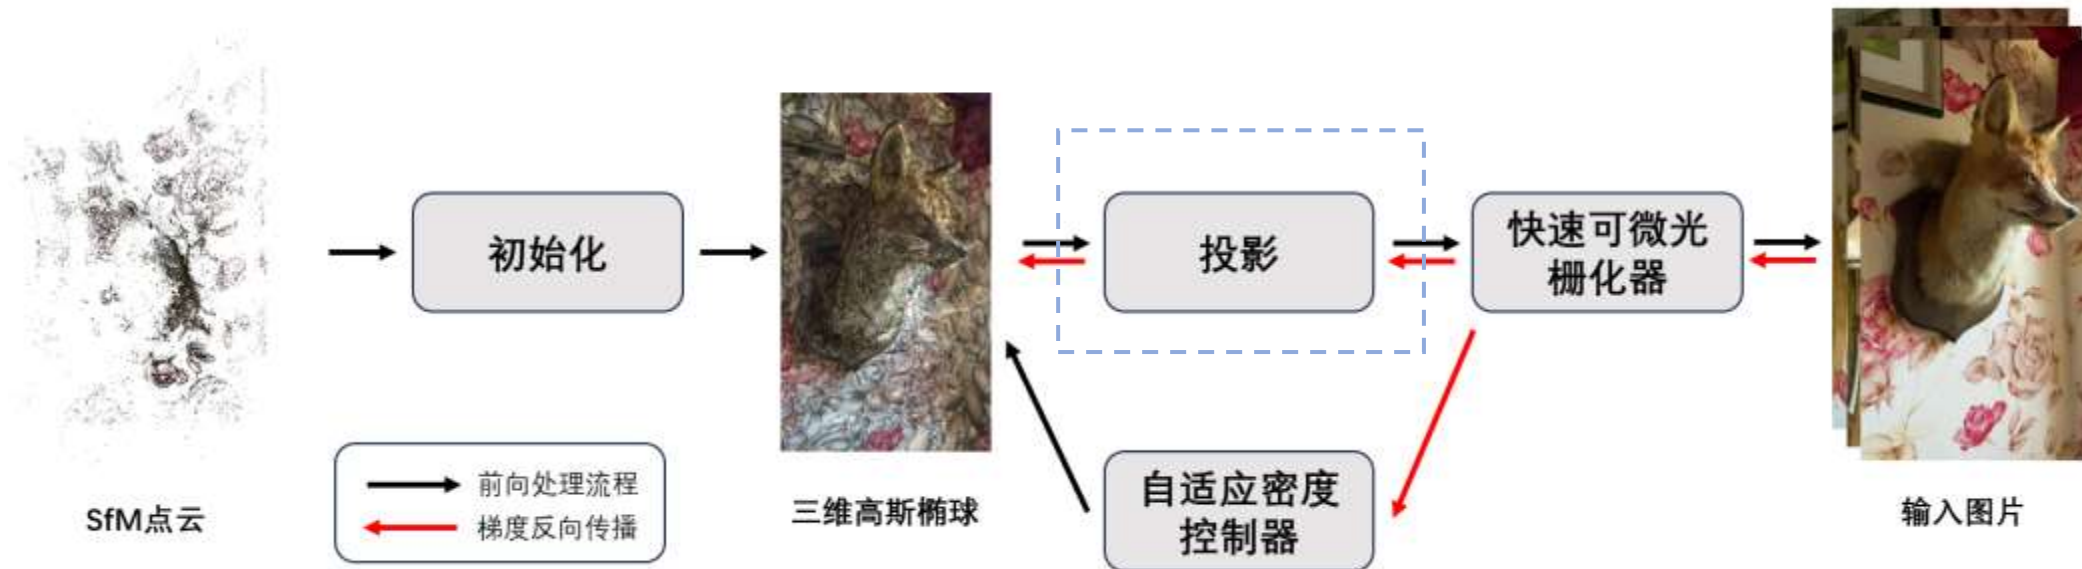 初始化
投影
快速可微光
栅化器
自适应密度
控制器
前向处理流程
梯度反向传播
SfM点云
三维高斯椭球
输入图片